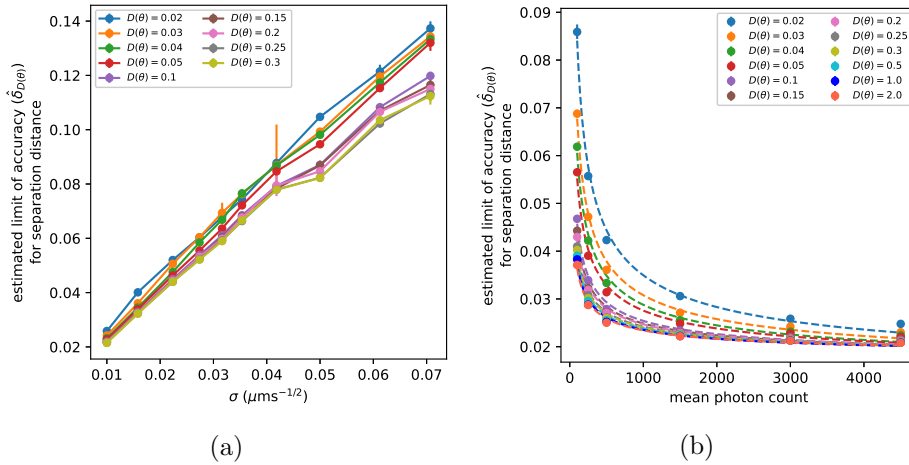 estimated limit of accuracy (δ̂_{D(θ)})
for separation distance
0.14
0.12
0.10
0.08
0.06
0.04
0.02
D(θ) = 0.02
D(θ) = 0.03
D(θ) = 0.04
D(θ) = 0.05
D(θ) = 0.1
D(θ) = 0.15
D(θ) = 0.2
D(θ) = 0.25
D(θ) = 0.3
0.01 0.02 0.03 0.04 0.05 0.06 0.07
σ (μms^{-1/2})
(a)
estimated limit of accuracy (δ̂_{D(θ)})
for separation distance
0.09
0.08
0.07
0.06
0.05
0.04
0.03
0.02
D(θ) = 0.02
D(θ) = 0.03
D(θ) = 0.04
D(θ) = 0.05
D(θ) = 0.1
D(θ) = 0.15
D(θ) = 0.2
D(θ) = 0.25
D(θ) = 0.3
D(θ) = 0.5
D(θ) = 1.0
D(θ) = 2.0
0 1000 2000 3000 4000
mean photon count
(b)